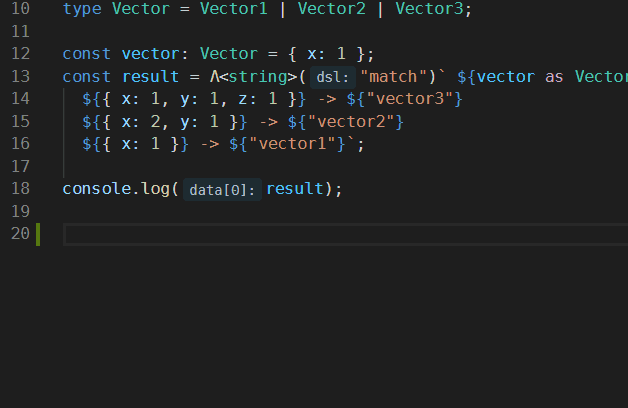 10 type Vector = Vector1 | Vector2 | Vector3;
11
12 const vector: Vector = { x: 1 };
13 const result = Λ<string>( dsl: "match")` ${vector as Vector
14   ${{ x: 1, y: 1, z: 1 }} -> ${"vector3"}
15   ${{ x: 2, y: 1 }} -> ${"vector2"}
16   ${{ x: 1 }} -> ${"vector1"}`;
17
18 console.log( data[0]: result);
19
20